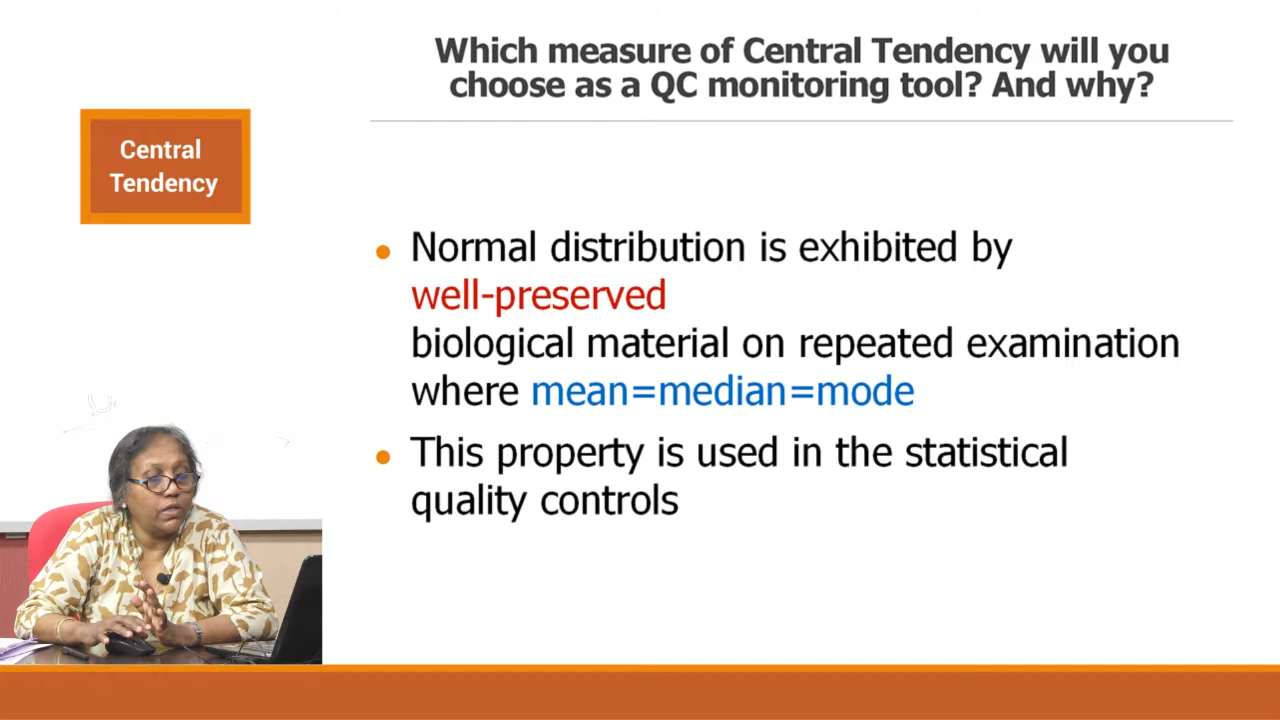 Which measure of Central Tendency will you
choose as a QC monitoring tool? And why?
Central
Tendency
• Normal distribution is exhibited by
well-preserved
biological material on repeated examination
where mean=median=mode
• This property is used in the statistical
quality controls